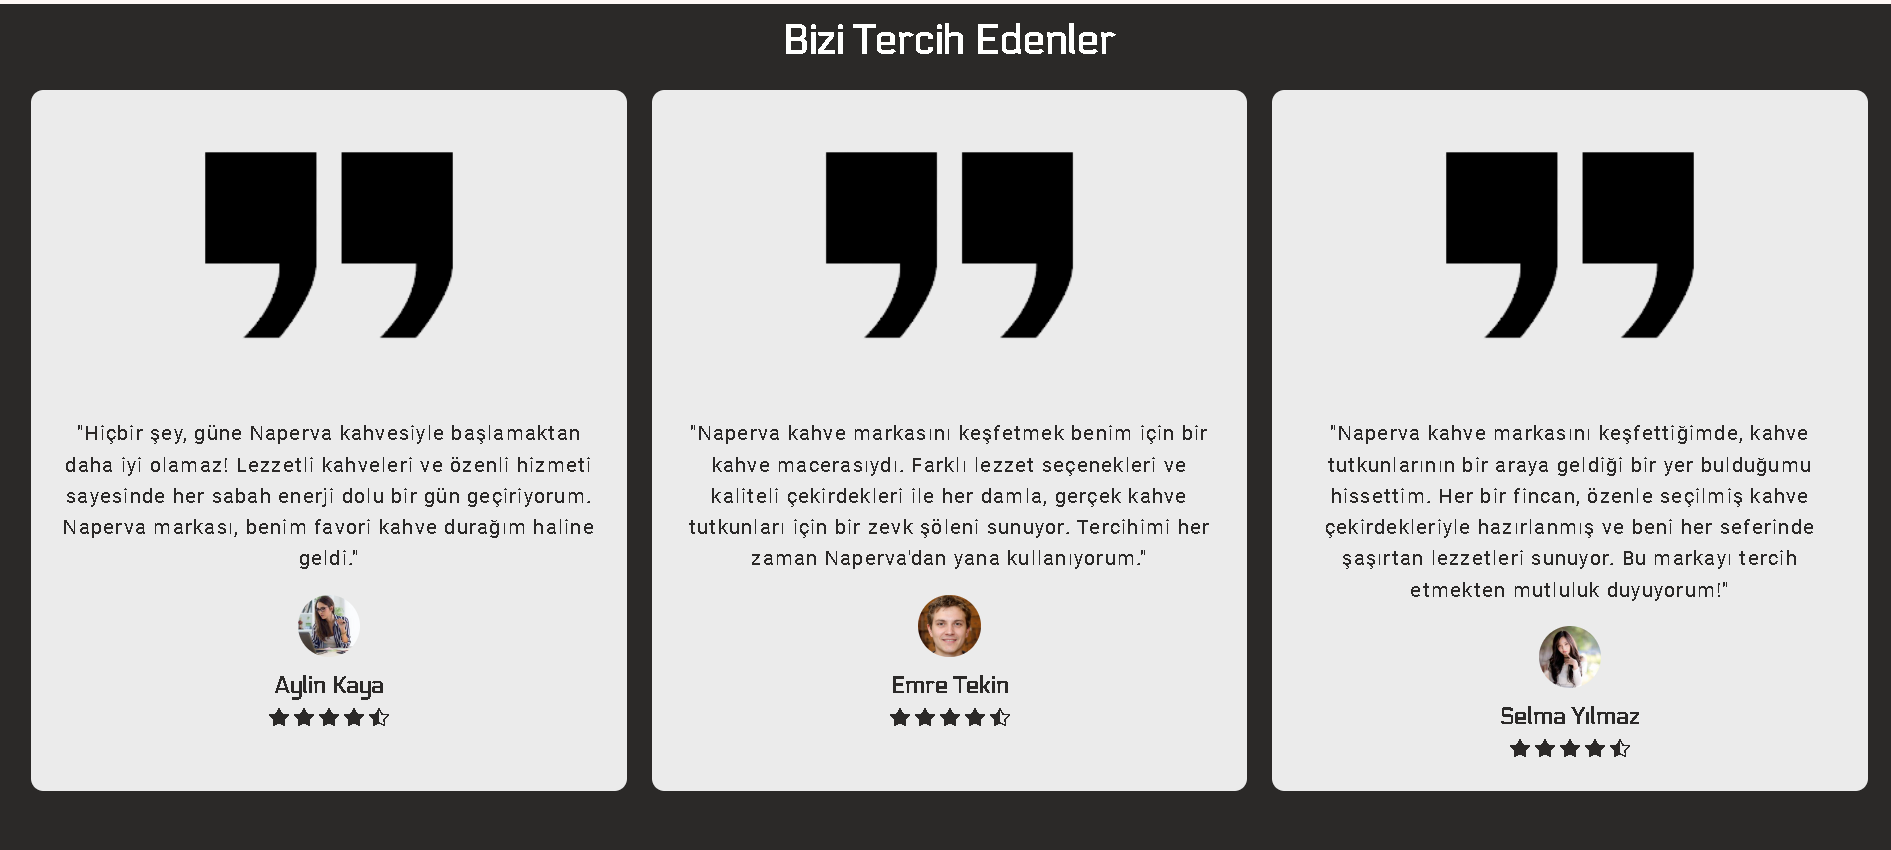 Bizi Tercih Edenler
"Hiçbir şey, güne Naperva kahvesiyle başlamaktan
daha iyi olamaz! Lezzetli kahveleri ve özenli hizmeti
sayesinde her sabah enerji dolu bir gün geçiriyorum.
Naperva markası, benim favori kahve durağım haline
geldi."
Aylin Kaya
"Naperva kahve markasını keşfetmek benim için bir
kahve macerasıydı. Farklı lezzet seçenekleri ve
kaliteli çekirdekleri ile her damla, gerçek kahve
tutkunları için bir zevk şöleni sunuyor. Tercihimi her
zaman Naperva'dan yana kullanıyorum."
Emre Tekin
"Naperva kahve markasını keşfettiğimde, kahve
tutkunlarının bir araya geldiği bir yer bulduğumu
hissettim. Her bir fincan, özenle seçilmiş kahve
çekirdekleriyle hazırlanmış ve beni her seferinde
şaşırtan lezzetleri sunuyor. Bu markayı tercih
etmekten mutluluk duyuyorum!"
Selma Yılmaz